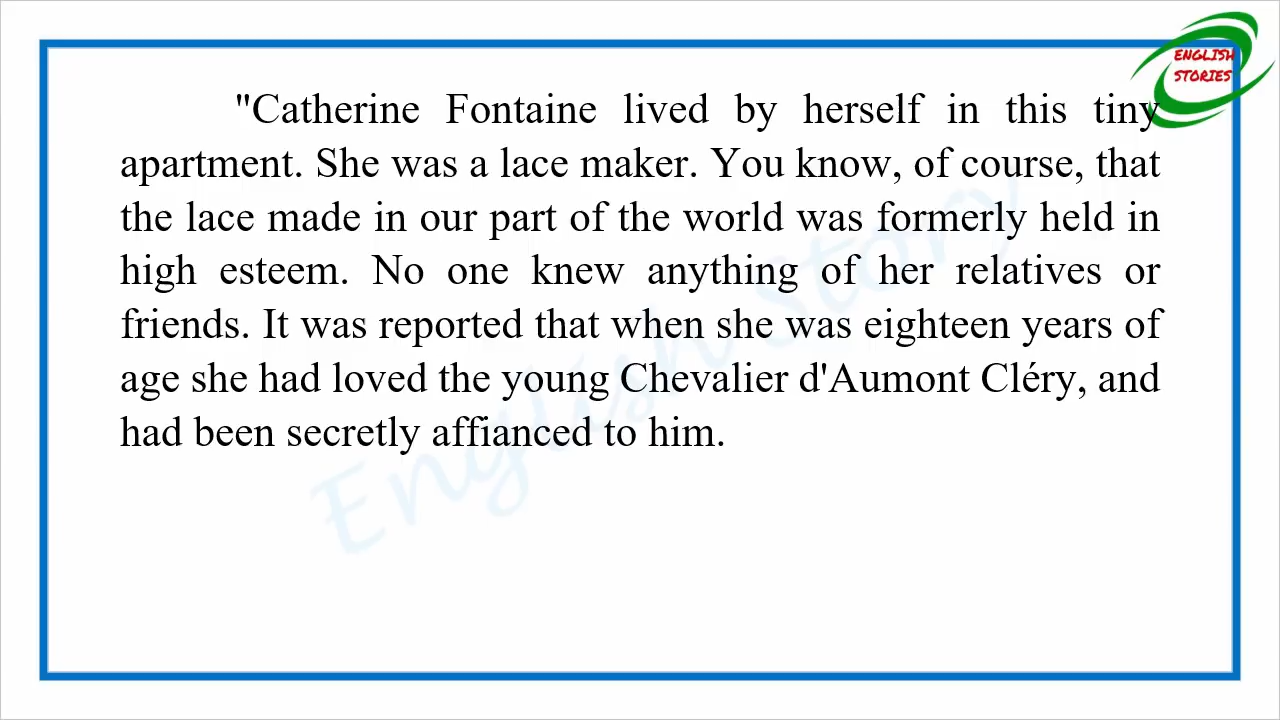 ENGLISH
STORIES
"Catherine Fontaine lived by herself in this tiny
apartment. She was a lace maker. You know, of course, that
the lace made in our part of the world was formerly held in
high esteem. No one knew anything of her relatives or
friends. It was reported that when she was eighteen years of
age she had loved the young Chevalier d'Aumont Cléry, and
had been secretly affianced to him.
English Story